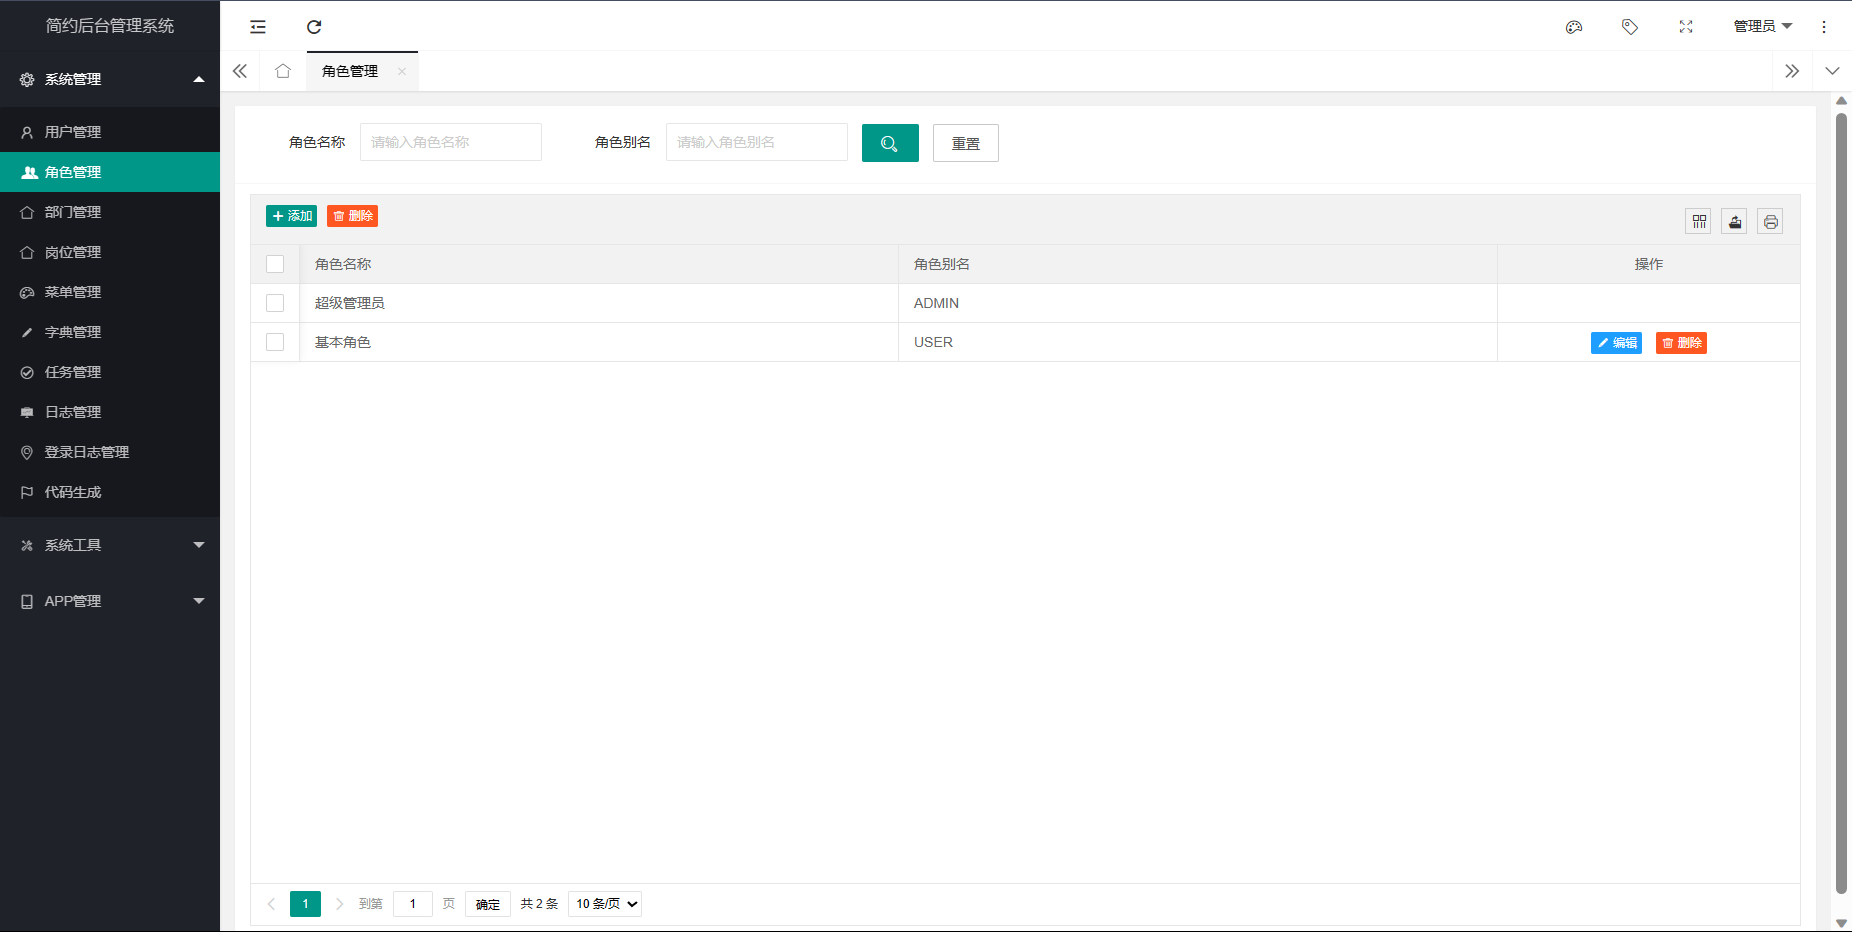 简约后台管理系统
管理员
系统管理
用户管理
角色管理
部门管理
岗位管理
菜单管理
字典管理
任务管理
日志管理
登录日志管理
代码生成
系统工具
APP管理
角色管理
角色名称 请输入角色名称 角色别名 请输入角色别名 重置
添加 删除
角色名称 角色别名 操作
超级管理员 ADMIN
基本角色 USER 编辑 删除
1 到第 1 页 确定 共 2 条 10 条/页